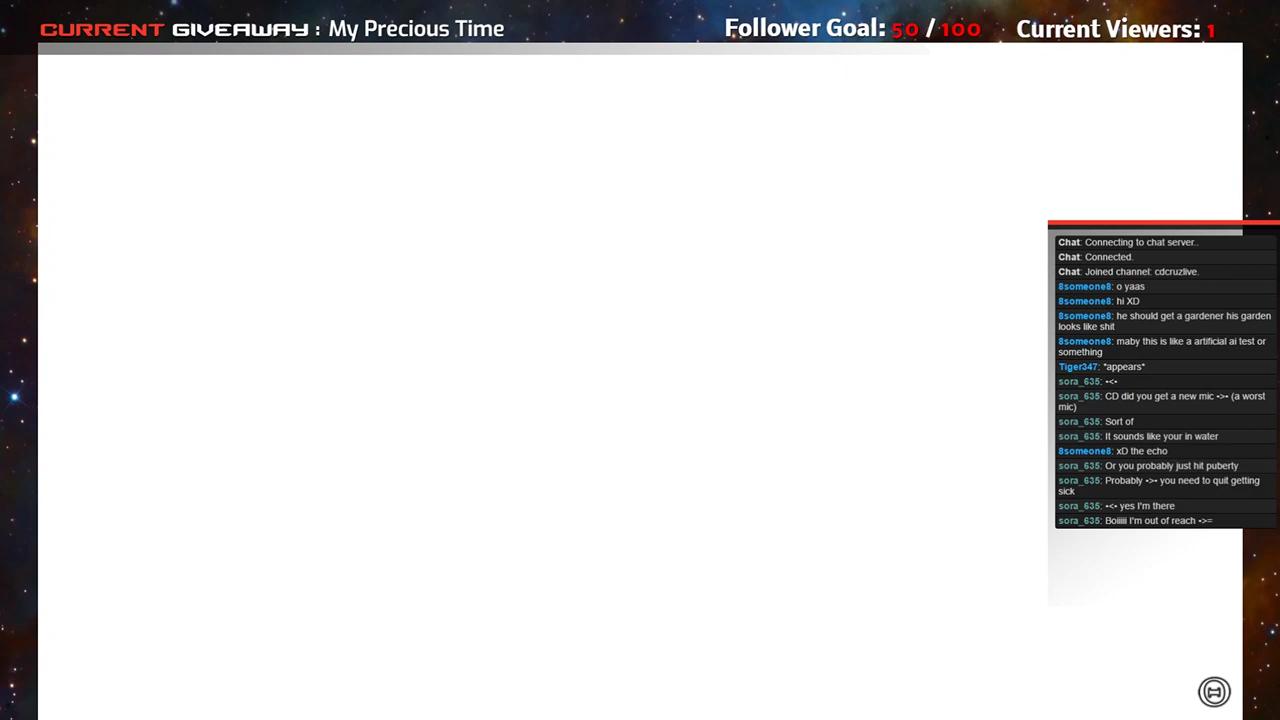 CURRENT GIVEAWAY : My Precious Time
Follower Goal: 50 / 100
Current Viewers: 1
Chat: Connecting to chat server..
Chat: Connected.
Chat: Joined channel: cdcruzlive.
8someone8: o yaas
8someone8: hi XD
8someone8: he should get a gardener his garden
looks like shit
8someone8: maby this is like a artificial ai test or
something
Tiger347: *appears*
sora_635: •<•
sora_635: CD did you get a new mic •>• (a worst
mic)
sora_635: Sort of
sora_635: It sounds like your in water
8someone8: xD the echo
sora_635: Or you probably just hit puberty
sora_635: Probably •>• you need to quit getting
sick
sora_635: •<• yes I'm there
sora_635: Boiiiii I'm out of reach •>=